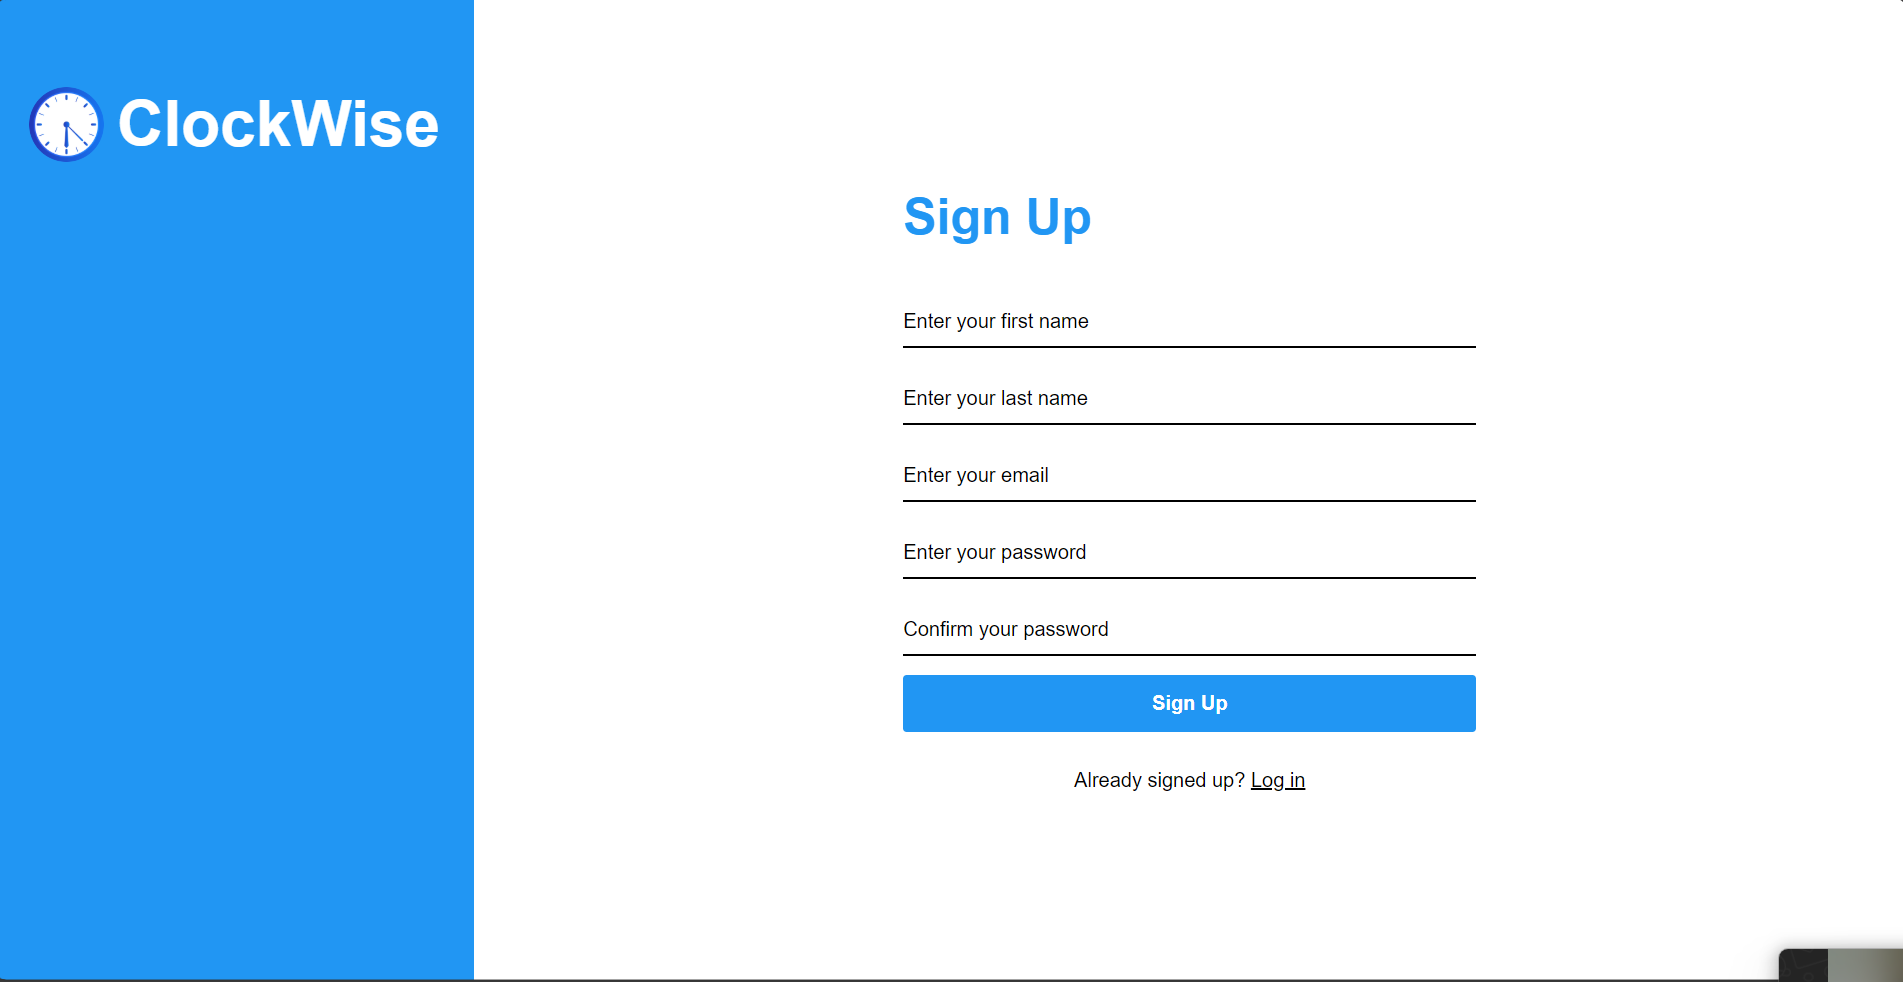 ClockWise
Sign Up
Enter your first name
Enter your last name
Enter your email
Enter your password
Confirm your password
Sign Up
Already signed up? Log in